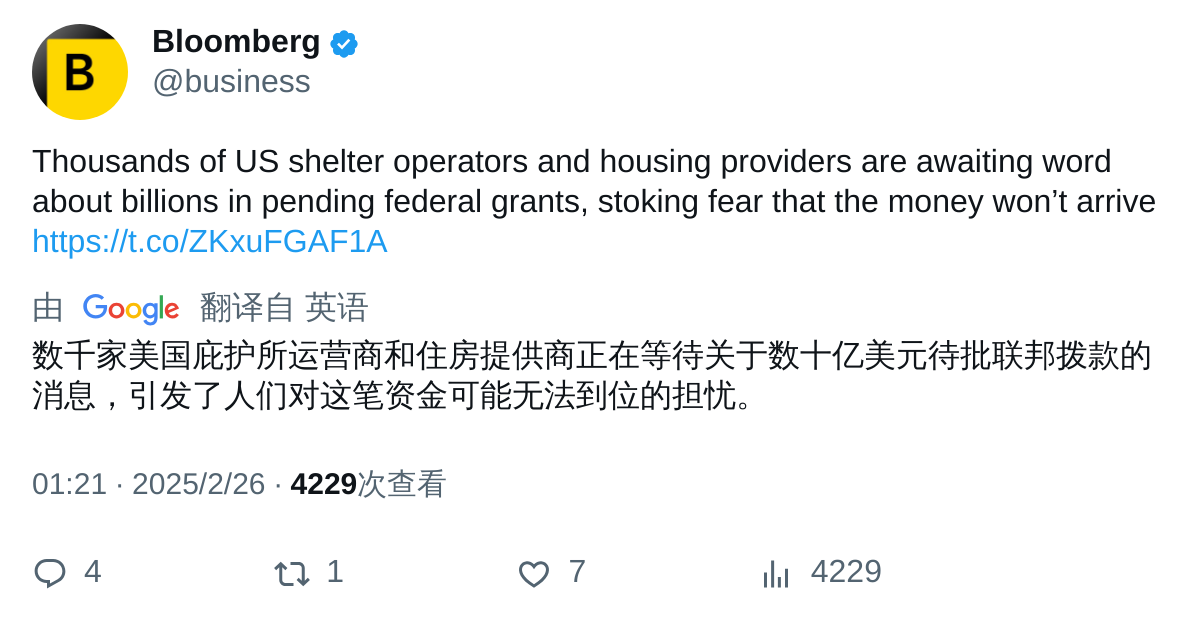 B
Bloomberg
@business
Thousands of US shelter operators and housing providers are awaiting word
about billions in pending federal grants, stoking fear that the money won’t arrive
https://t.co/ZKxuFGAF1A
由 Google 翻译自 英语
数千家美国庇护所运营商和住房提供商正在等待关于数十亿美元待批联邦拨款的
消息，引发了人们对这笔资金可能无法到位的担忧。
01:21 · 2025/2/26 · 4229次查看
4 1 7 4229